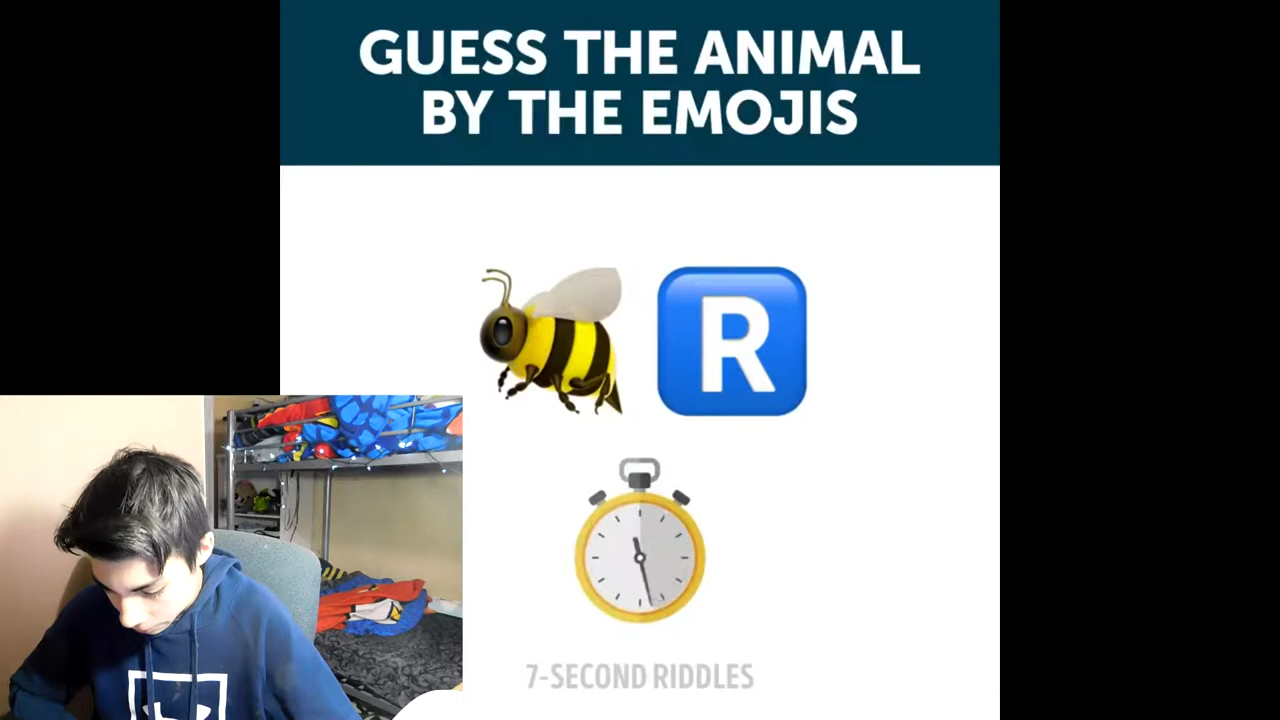 GUESS THE ANIMAL
BY THE EMOJIS
R
7-SECOND RIDDLES